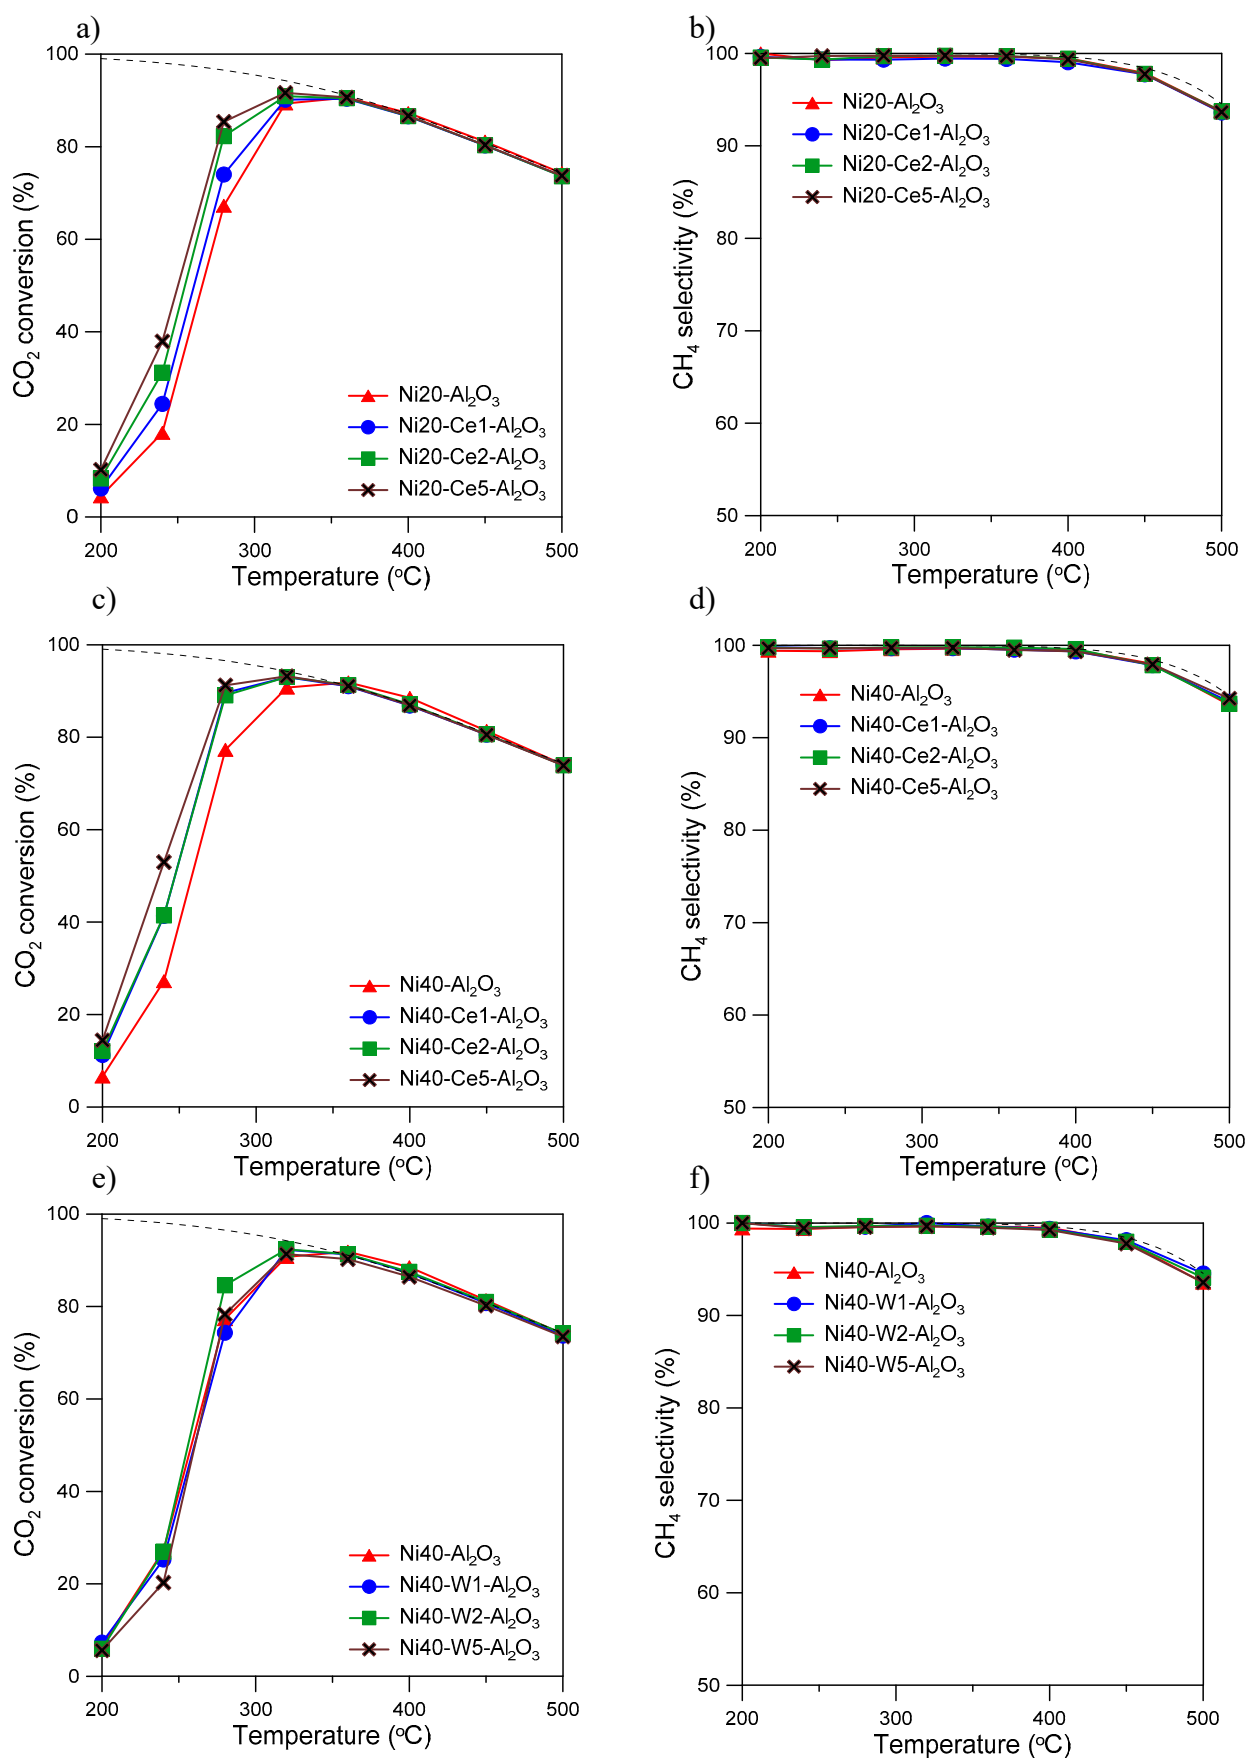 a)
100
80
60
40
20
0
CO₂ conversion (%)
Ni20-Al₂O₃
Ni20-Ce1-Al₂O₃
Ni20-Ce2-Al₂O₃
Ni20-Ce5-Al₂O₃
200 300 400 500
Temperature (°C)
b)
100
90
80
70
60
50
CH₄ selectivity (%)
Ni20-Al₂O₃
Ni20-Ce1-Al₂O₃
Ni20-Ce2-Al₂O₃
Ni20-Ce5-Al₂O₃
200 300 400 500
Temperature (°C)
c)
100
80
60
40
20
0
CO₂ conversion (%)
Ni40-Al₂O₃
Ni40-Ce1-Al₂O₃
Ni40-Ce2-Al₂O₃
Ni40-Ce5-Al₂O₃
200 300 400 500
Temperature (°C)
d)
100
90
80
70
60
50
CH₄ selectivity (%)
Ni40-Al₂O₃
Ni40-Ce1-Al₂O₃
Ni40-Ce2-Al₂O₃
Ni40-Ce5-Al₂O₃
200 300 400 500
Temperature (°C)
e)
100
80
60
40
20
0
CO₂ conversion (%)
Ni40-Al₂O₃
Ni40-W1-Al₂O₃
Ni40-W2-Al₂O₃
Ni40-W5-Al₂O₃
200 300 400 500
Temperature (°C)
f)
100
90
80
70
60
50
CH₄ selectivity (%)
Ni40-Al₂O₃
Ni40-W1-Al₂O₃
Ni40-W2-Al₂O₃
Ni40-W5-Al₂O₃
200 300 400 500
Temperature (°C)